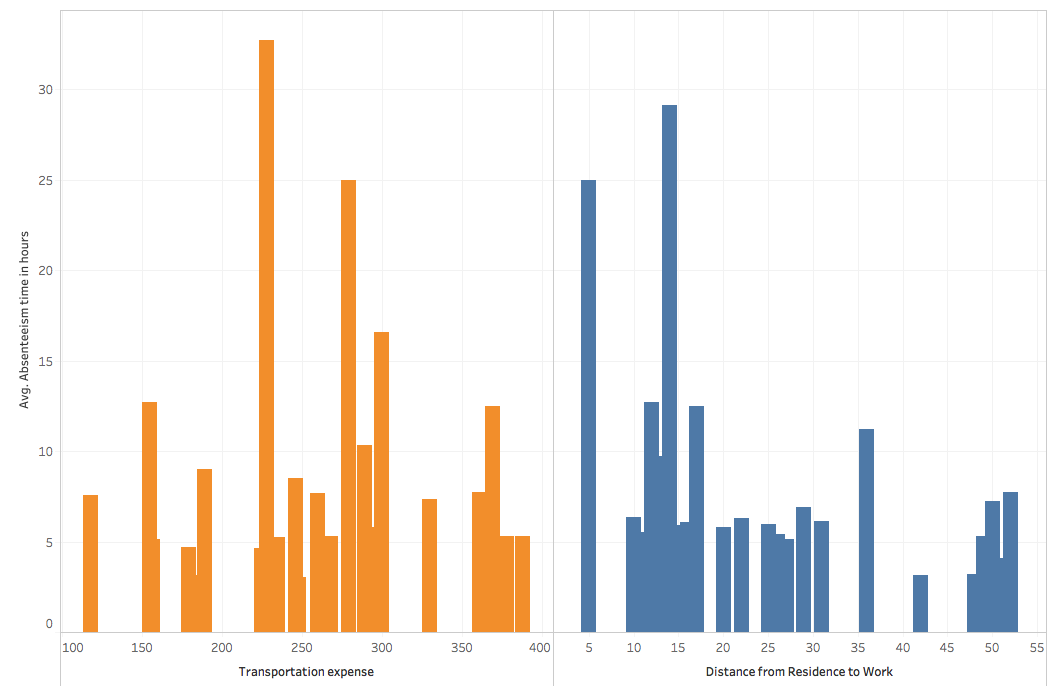 30
25
20
15
10
5
0
Avg. Absenteeism time in hours
100 150 200 250 300 350 400
5 10 15 20 25 30 35 40 45 50 55
Transportation expense
Distance from Residence to Work